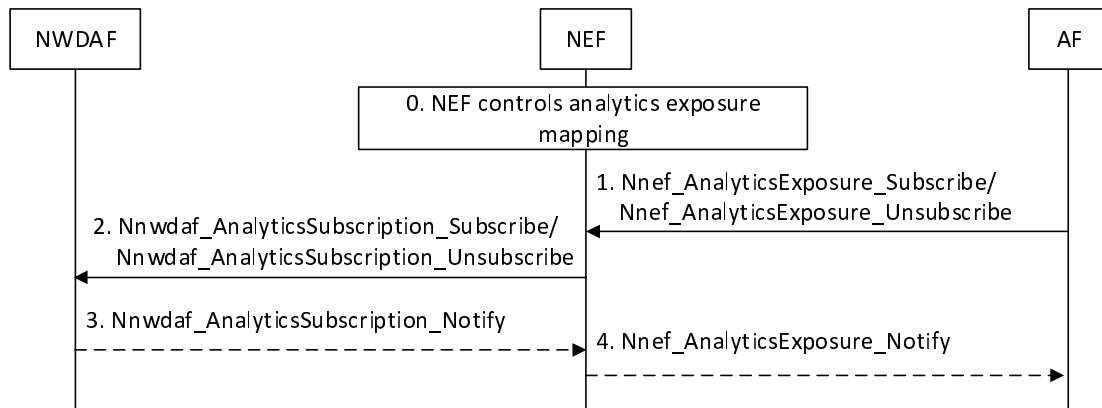 NWDAF
NEF
AF
0. NEF controls analytics exposure
mapping
1. Nnef_AnalyticsExposure_Subscribe/
Nnef_AnalyticsExposure_Unsubscribe
2. Nnwdaf_AnalyticsSubscription_Subscribe/
Nnwdaf_AnalyticsSubscription_Unsubscribe
3. Nnwdaf_AnalyticsSubscription_Notify
4. Nnef_AnalyticsExposure_Notify